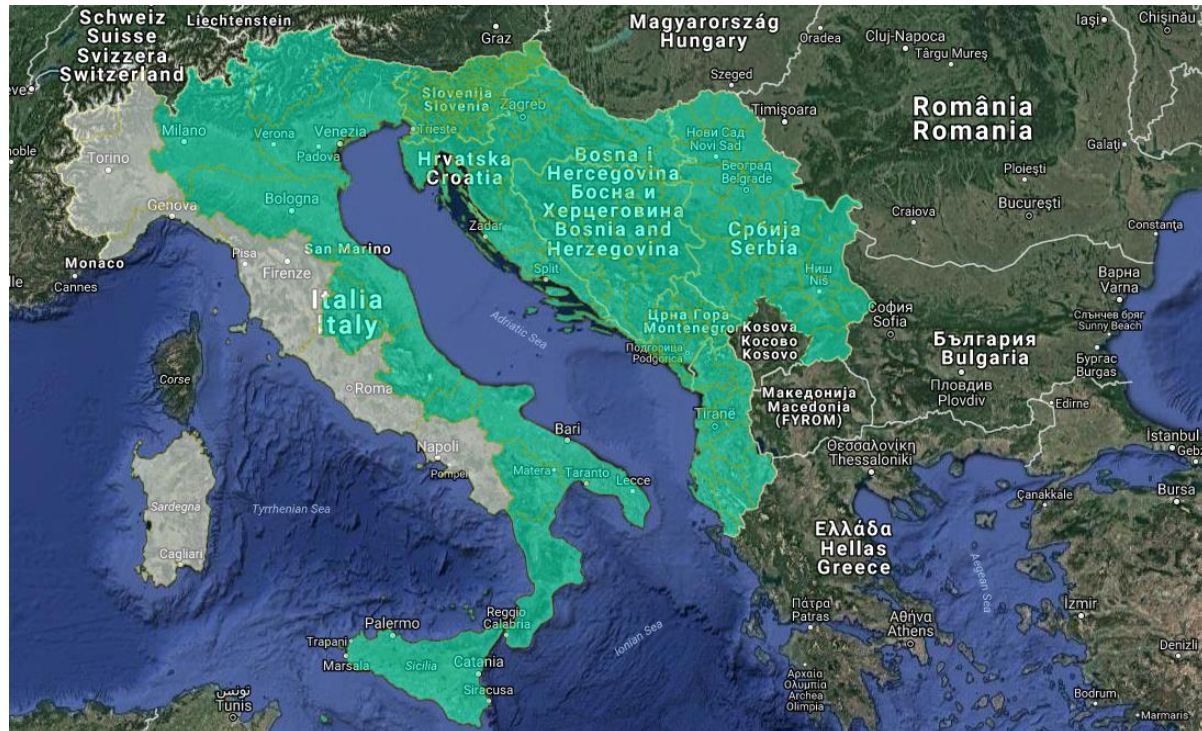 Schweiz
Suisse
Svizzera
Switzerland
Liechtenstein
Graz
Magyarország
Hungary
Oradea
Cluj-Napoca
Târgu Mureș
Iași
Chișinău
Szeged
Timișoara
România
Romania
Galați
Ploiești
București
Craiova
Constanța
Slovenija
Slovenia
Zagreb
Trieste
Milano
Verona
Venezia
Padova
Torino
Bologna
Genova
Hrvatska
Croatia
Нови Сад
Novi Sad
Београд
Belgrade
Bosna i
Hercegovina
Босна и
Херцеговина
Bosnia and
Herzegovina
Србија
Serbia
Zadar
Split
Ниш
Niš
San Marino
Monaco
Cannes
Pisa
Firenze
Italia
Italy
Adriatic Sea
Црна Гора
Montenegro
Подгорица
Podgorica
Kosova
Косово
Kosovo
София
Sofia
Варна
Varna
Слънчев бряг
Sunny Beach
България
Bulgaria
Бургас
Burgas
Пловдив
Plovdiv
Corse
Roma
Македонија
Macedonia
(FYROM)
Edirne
Tiranë
Napoli
Pompei
Bari
Matera
Taranto
Lecce
Θεσσαλονίκη
Thessaloniki
İstanbul
Bursa
Çanakkale
Sardegna
Cagliari
Tyrrhenian Sea
Ελλάδα
Hellas
Greece
Aegean Sea
Reggio
Calabria
Palermo
Trapani
Marsala
Sicilia
Catania
Siracusa
Ionian Sea
Πάτρα
Patras
Αθήνα
Athens
İzmir
Denizli
Αρχαία
Ολυμπία
Archea
Olimpia
Bodrum
Marmaris
تونس
Tunis